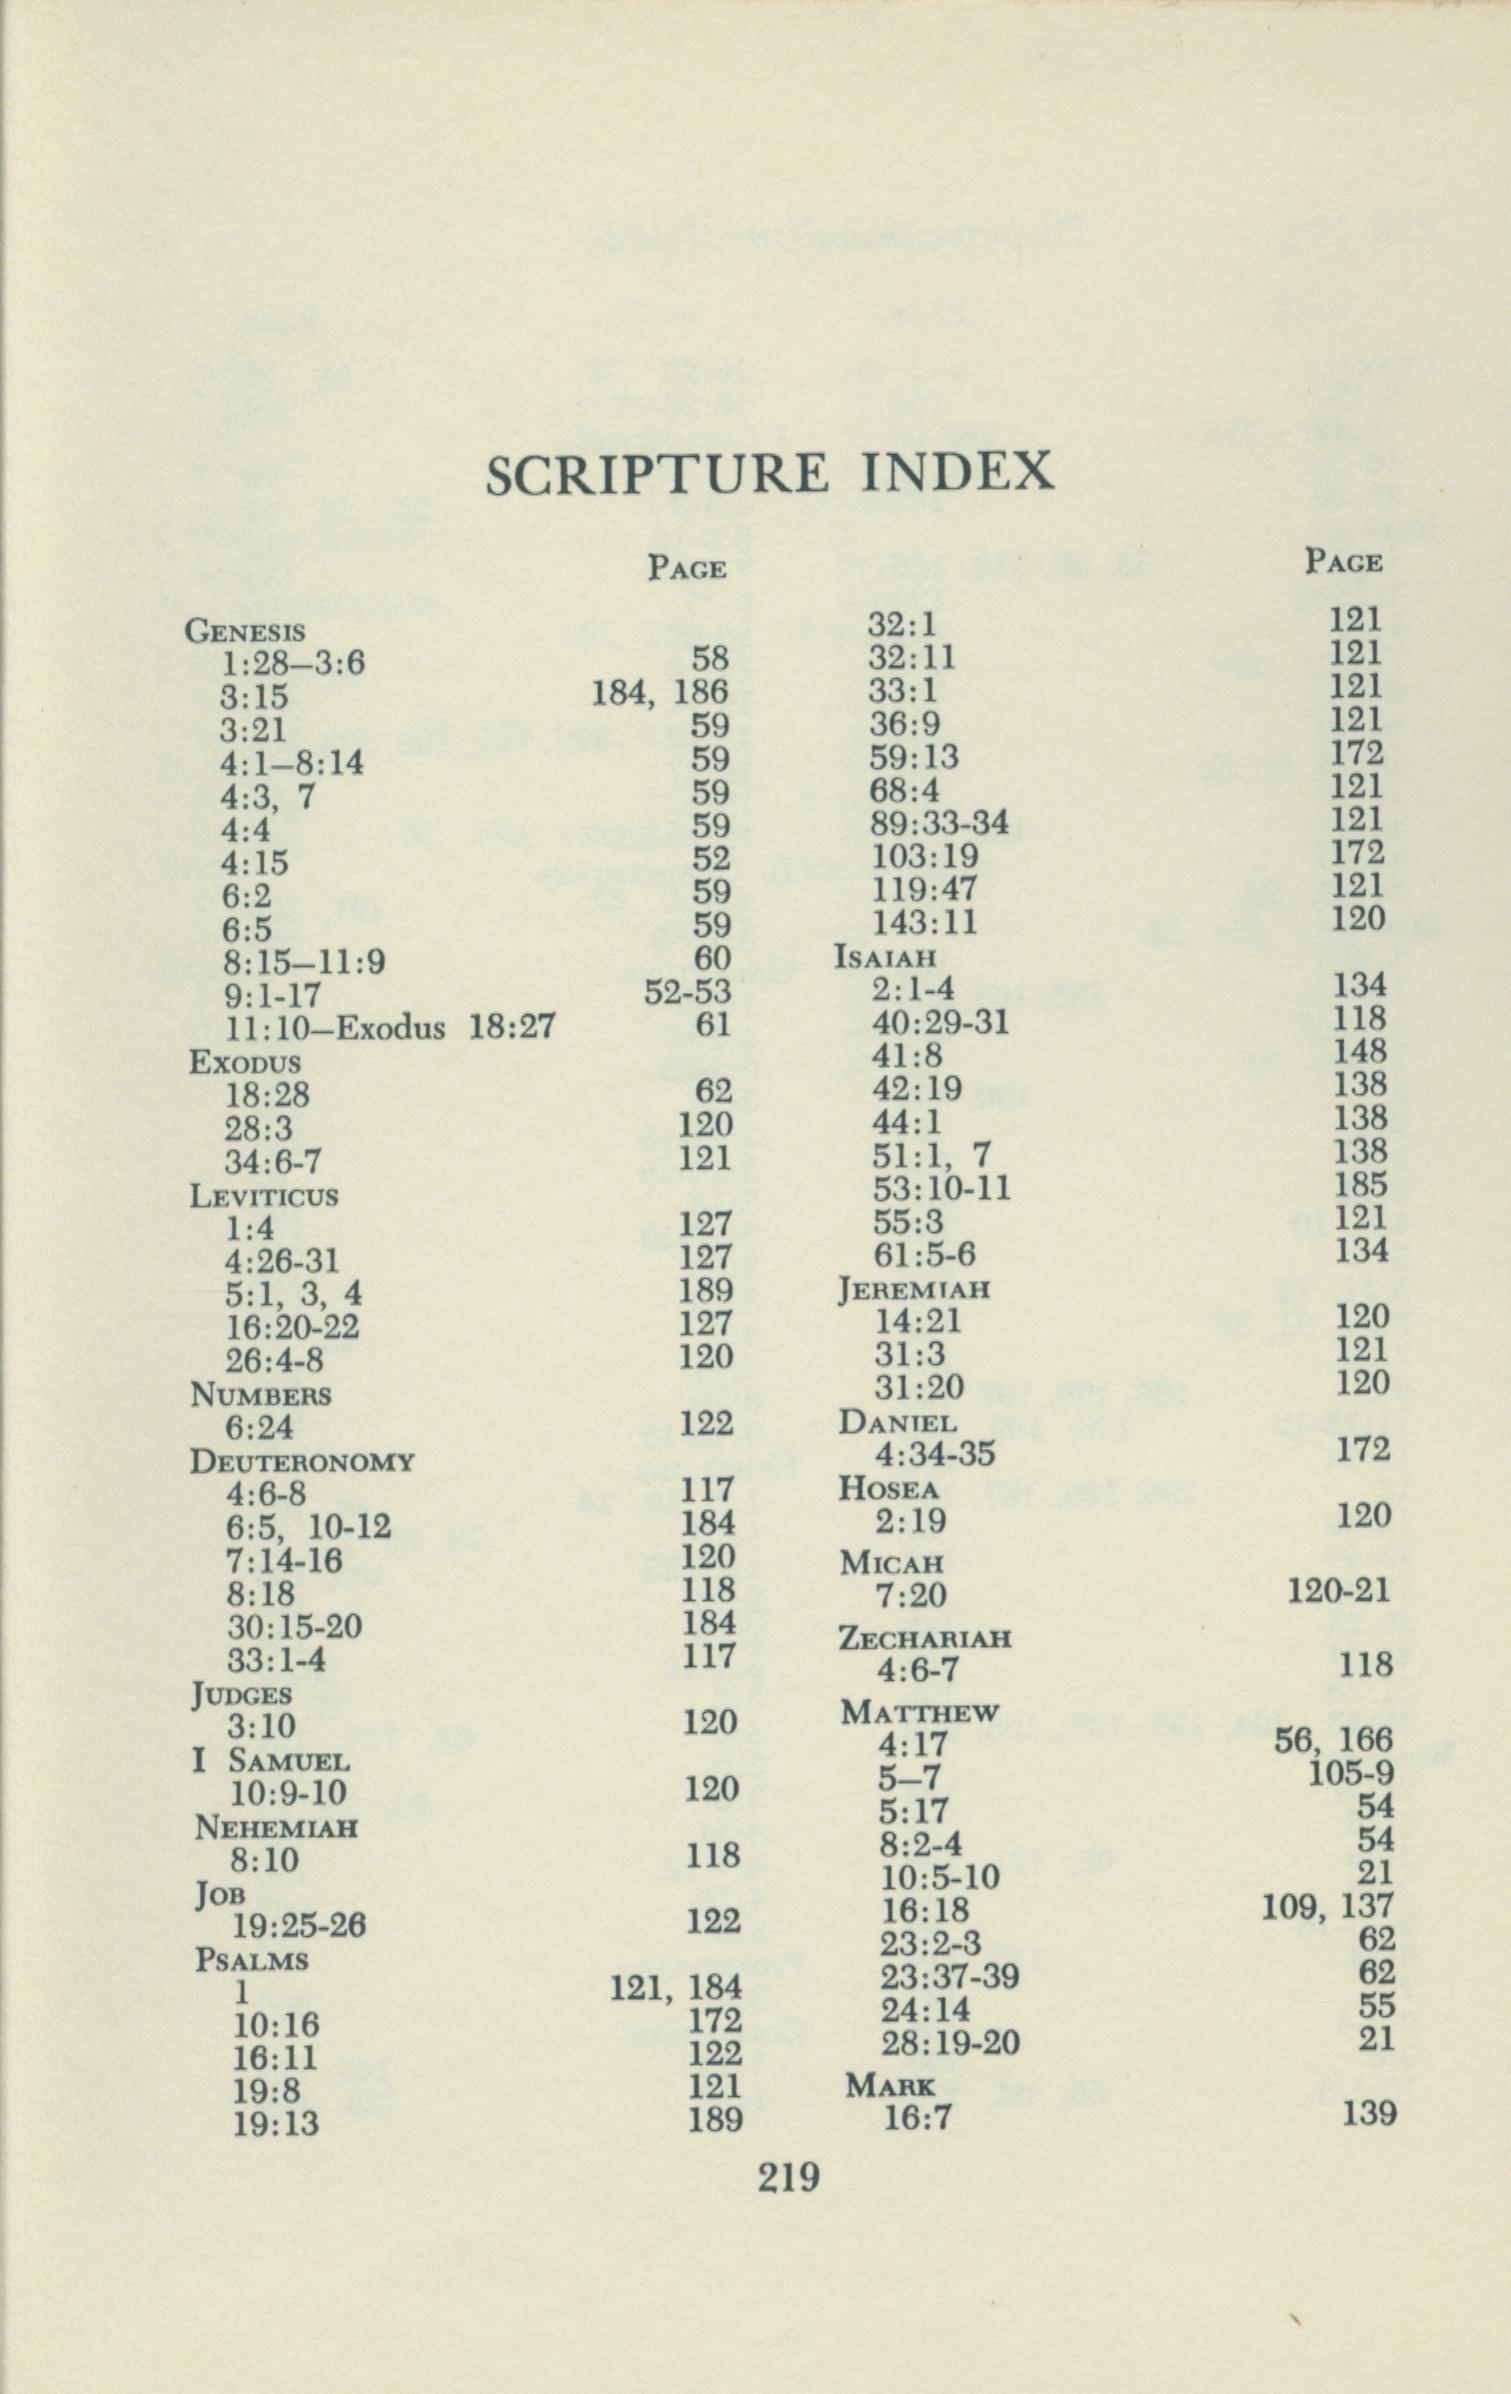 SCRIPTURE INDEX
PAGE
GENESIS
1:28–3:6 58
3:15 184, 186
3:21 59
4:1–8:14 59
4:3, 7 59
4:4 59
4:15 52
6:2 59
6:5 59
8:15–11:9 60
9:1-17 52-53
11:10–Exodus 18:27 61
EXODUS
18:28 62
28:3 120
34:6-7 121
LEVITICUS
1:4 127
4:26-31 127
5:1, 3, 4 189
16:20-22 127
26:4-8 120
NUMBERS
6:24 122
DEUTERONOMY
4:6-8 117
6:5, 10-12 184
7:14-16 120
8:18 118
30:15-20 184
33:1-4 117
JUDGES
3:10 120
I SAMUEL
10:9-10 120
NEHEMIAH
8:10 118
JOB
19:25-26 122
PSALMS
1 121, 184
10:16 172
16:11 122
19:8 121
19:13 189
PAGE
32:1 121
32:11 121
33:1 121
36:9 121
59:13 172
68:4 121
89:33-34 121
103:19 172
119:47 121
143:11 120
ISAIAH
2:1-4 134
40:29-31 118
41:8 148
42:19 138
44:1 138
51:1, 7 138
53:10-11 185
55:3 121
61:5-6 134
JEREMIAH
14:21 120
31:3 121
31:20 120
DANIEL
4:34-35 172
HOSEA
2:19 120
MICAH
7:20 120-21
ZECHARIAH
4:6-7 118
MATTHEW
4:17 56, 166
5–7 105-9
5:17 54
8:2-4 54
10:5-10 21
16:18 109, 137
23:2-3 62
23:37-39 62
24:14 55
28:19-20 21
MARK
16:7 139
219